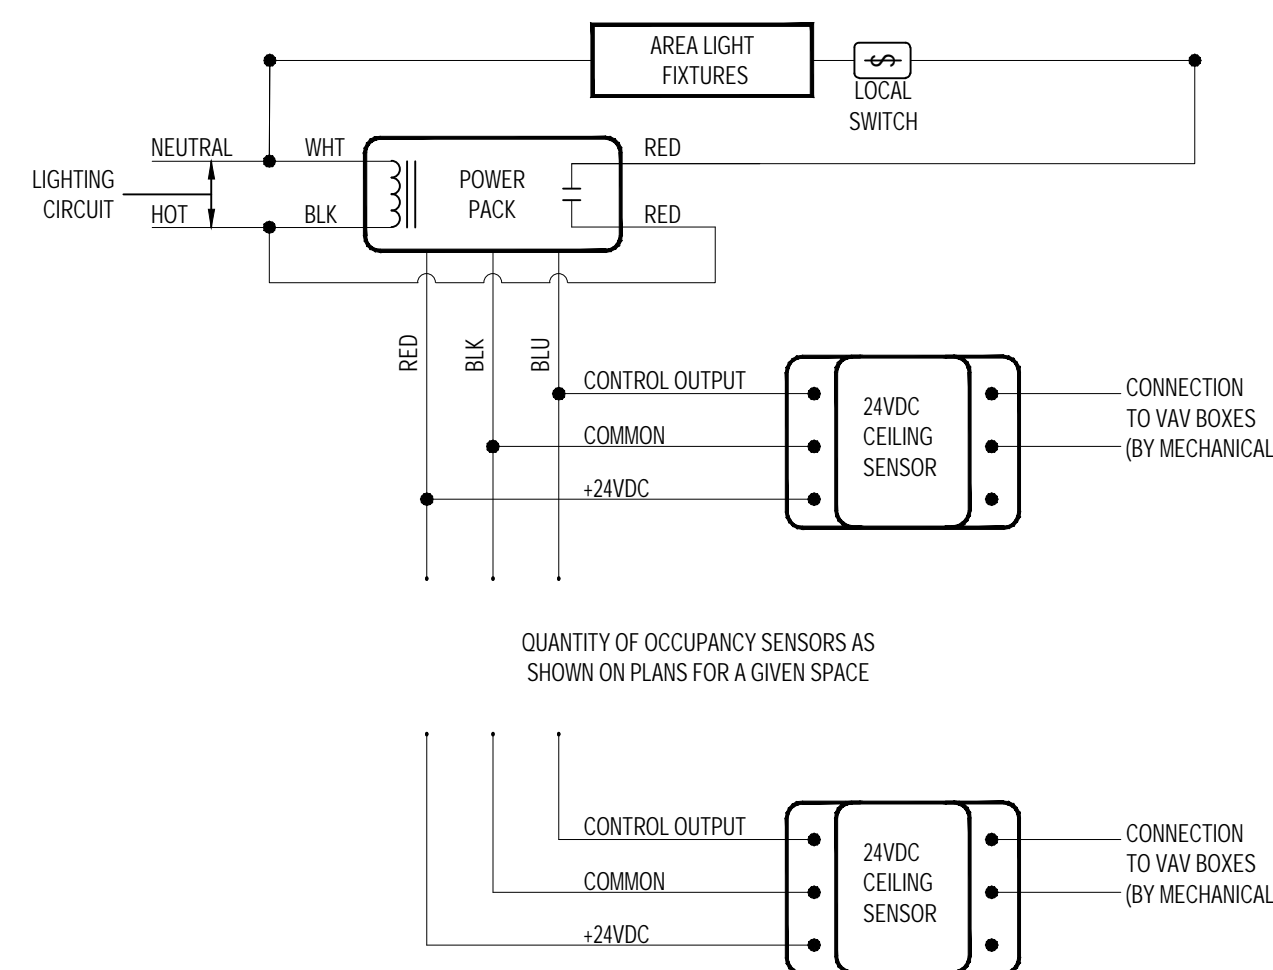 AREA LIGHT
FIXTURES
LOCAL
SWITCH
NEUTRAL
WHT
RED
LIGHTING
CIRCUIT
POWER
PACK
HOT
BLK
RED
RED
BLK
BLU
CONTROL OUTPUT
COMMON
+24VDC
24VDC
CEILING
SENSOR
CONNECTION
TO VAV BOXES
(BY MECHANICAL
QUANTITY OF OCCUPANCY SENSORS AS
SHOWN ON PLANS FOR A GIVEN SPACE
CONTROL OUTPUT
COMMON
+24VDC
24VDC
CEILING
SENSOR
CONNECTION
TO VAV BOXES
(BY MECHANICAL